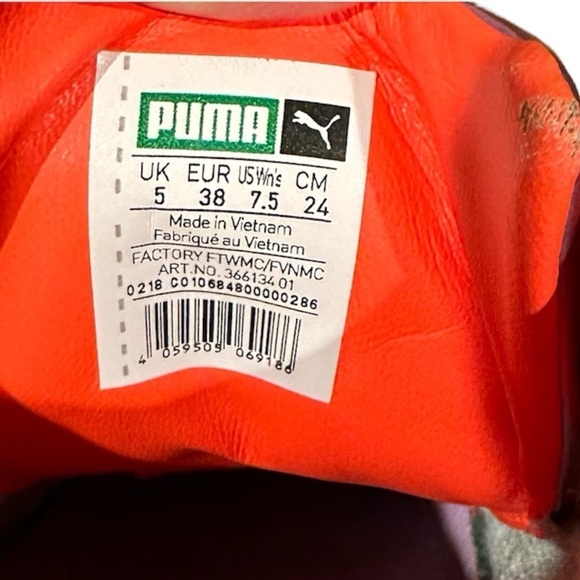 PUMA
UK EUR US Wn's CM
5 38 7.5 24
Made in Vietnam
Fabriqué au Vietnam
FACTORY FTWMC/FVNMC
ART.NO. 366134 01
0218 C010684800000286
4 059505 069186